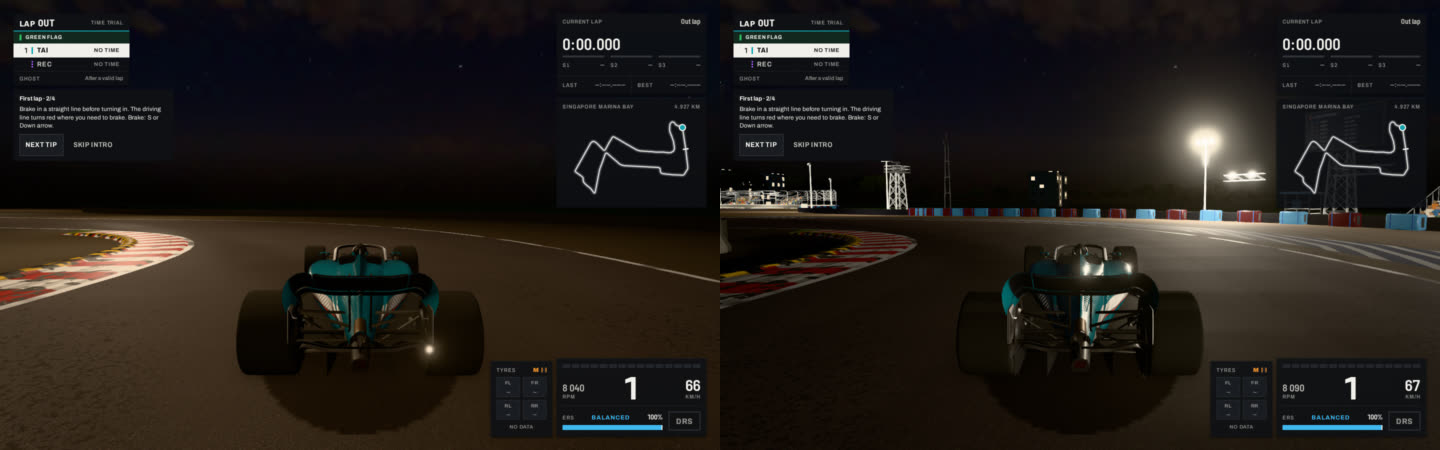 LAP OUT TIME TRIAL
GREEN FLAG
1 TAI NO TIME
REC NO TIME
GHOST After a valid lap
First lap · 2/4
Brake in a straight line before turning in. The driving
line turns red where you need to brake. Brake: S or
Down arrow.
NEXT TIP SKIP INTRO
CURRENT LAP Out lap
0:00.000
S1 – S2 – S3 –
LAST –:––.––– BEST –:––.–––
SINGAPORE MARINA BAY 4.927 KM
TYRES M
FL FR
– –
RL RR
– –
NO DATA
8 040 RPM
1
66 KM/H
ERS BALANCED 100%
DRS
LAP OUT TIME TRIAL
GREEN FLAG
1 TAI NO TIME
REC NO TIME
GHOST After a valid lap
First lap · 2/4
Brake in a straight line before turning in. The driving
line turns red where you need to brake. Brake: S or
Down arrow.
NEXT TIP SKIP INTRO
CURRENT LAP Out lap
0:00.000
S1 – S2 – S3 –
LAST –:––.––– BEST –:––.–––
SINGAPORE MARINA BAY 4.927 KM
TYRES M
FL FR
– –
RL RR
– –
NO DATA
8 090 RPM
1
67 KM/H
ERS BALANCED 100%
DRS